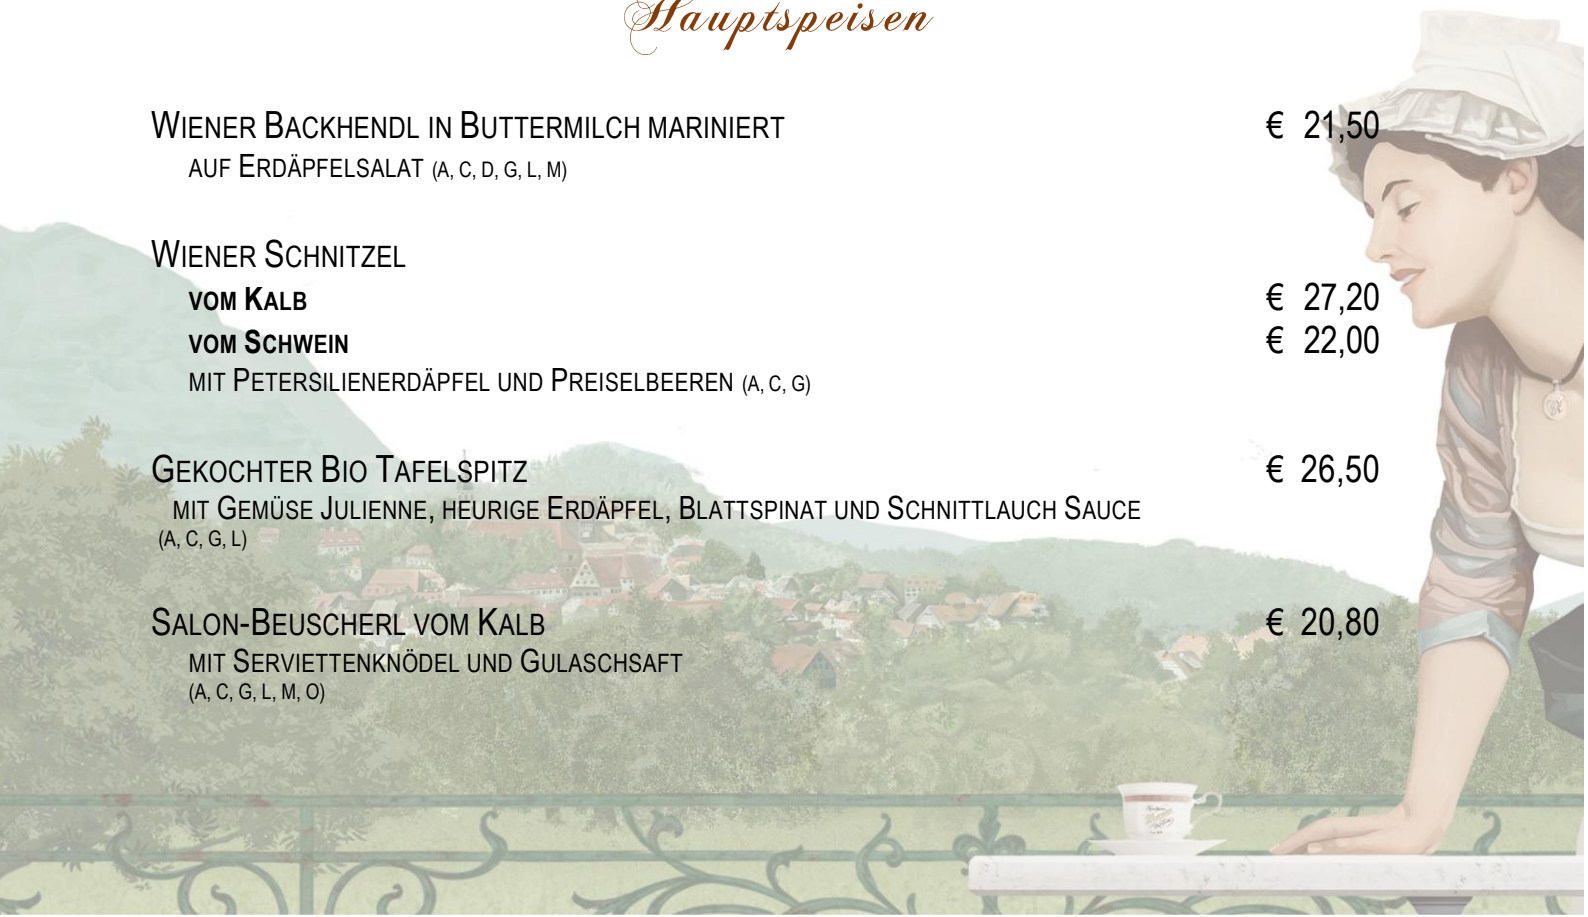 Hauptspeisen
WIENER BACKHENDL IN BUTTERMILCH MARINIERT € 21,50
AUF ERDÄPFELSALAT (A, C, D, G, L, M)
WIENER SCHNITZEL
VOM KALB € 27,20
VOM SCHWEIN € 22,00
MIT PETERSILIENERDÄPFEL UND PREISELBEEREN (A, C, G)
GEKOCHTER BIO TAFELSPITZ € 26,50
MIT GEMÜSE JULIENNE, HEURIGE ERDÄPFEL, BLATTSPINAT UND SCHNITTLAUCH SAUCE
(A, C, G, L)
SALON-BEUSCHERL VOM KALB € 20,80
MIT SERVIETTENKNÖDEL UND GULASCHSAFT
(A, C, G, L, M, O)